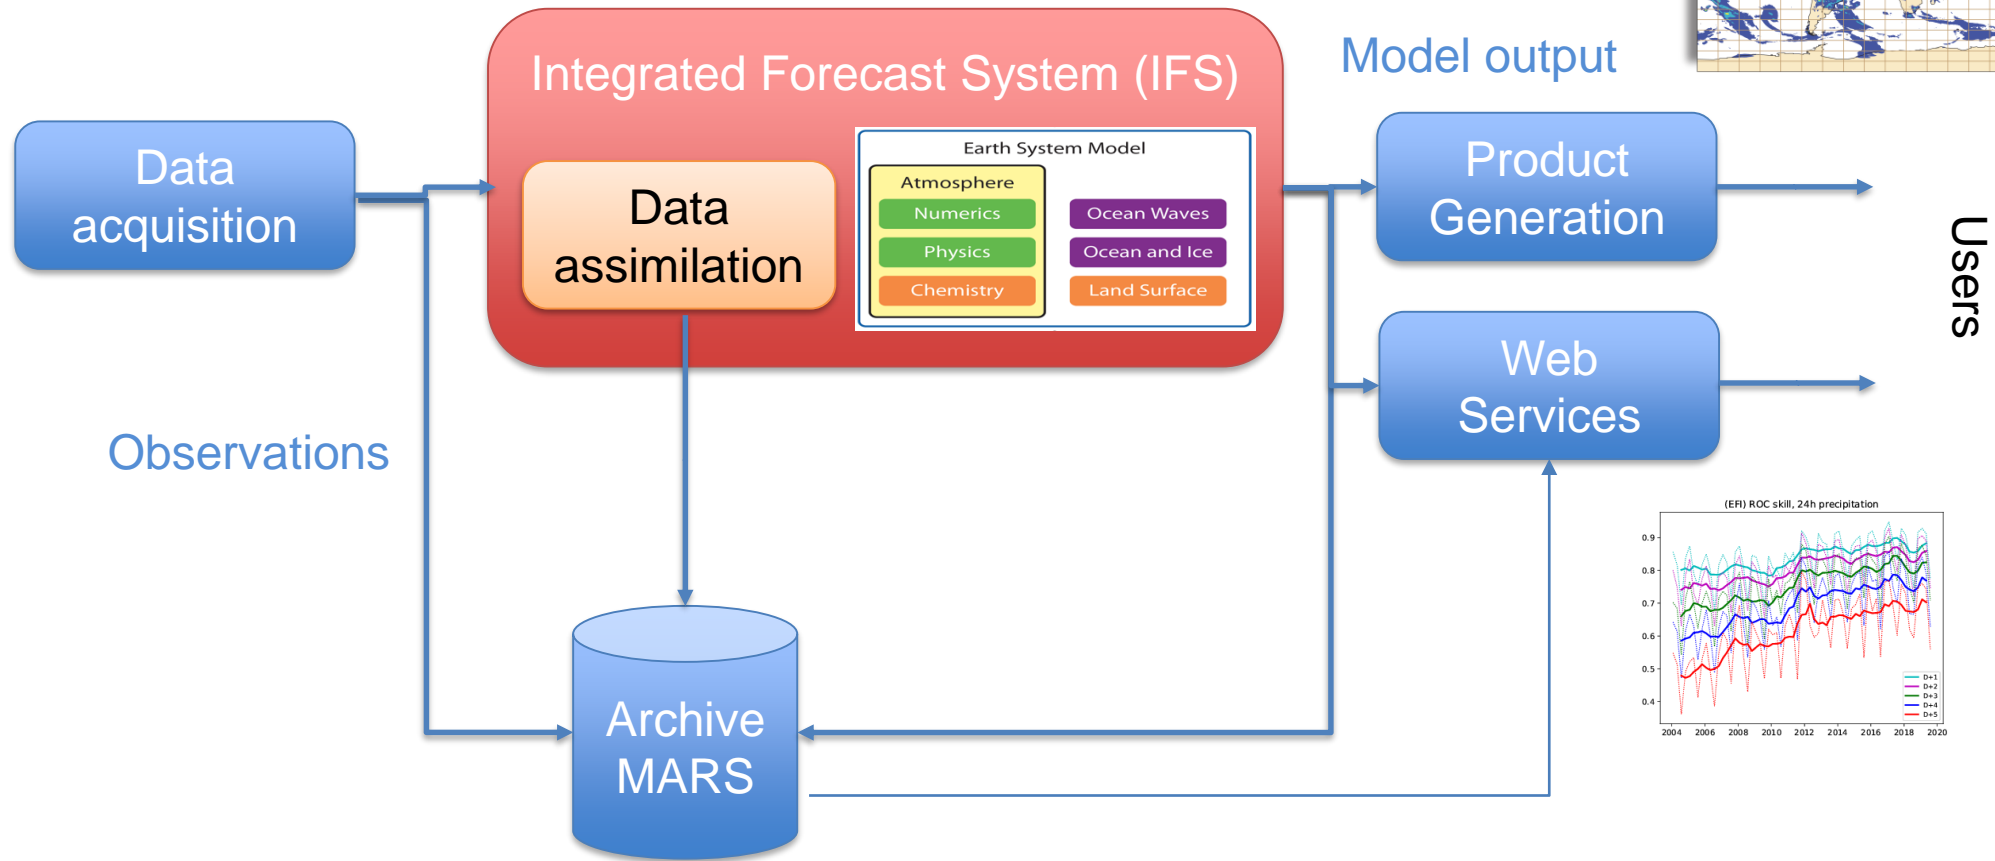 Integrated Forecast System (IFS)
Model output
Data
acquisition
Data
assimilation
Earth System Model
Atmosphere
Numerics
Physics
Chemistry
Ocean Waves
Ocean and Ice
Land Surface
Product
Generation
Users
Web
Services
Observations
Archive
MARS
(EFI) ROC skill, 24h precipitation
0.9
0.8
0.7
0.6
0.5
0.4
D+1
D+2
D+3
D+4
D+5
2004 2006 2008 2010 2012 2014 2016 2018 2020